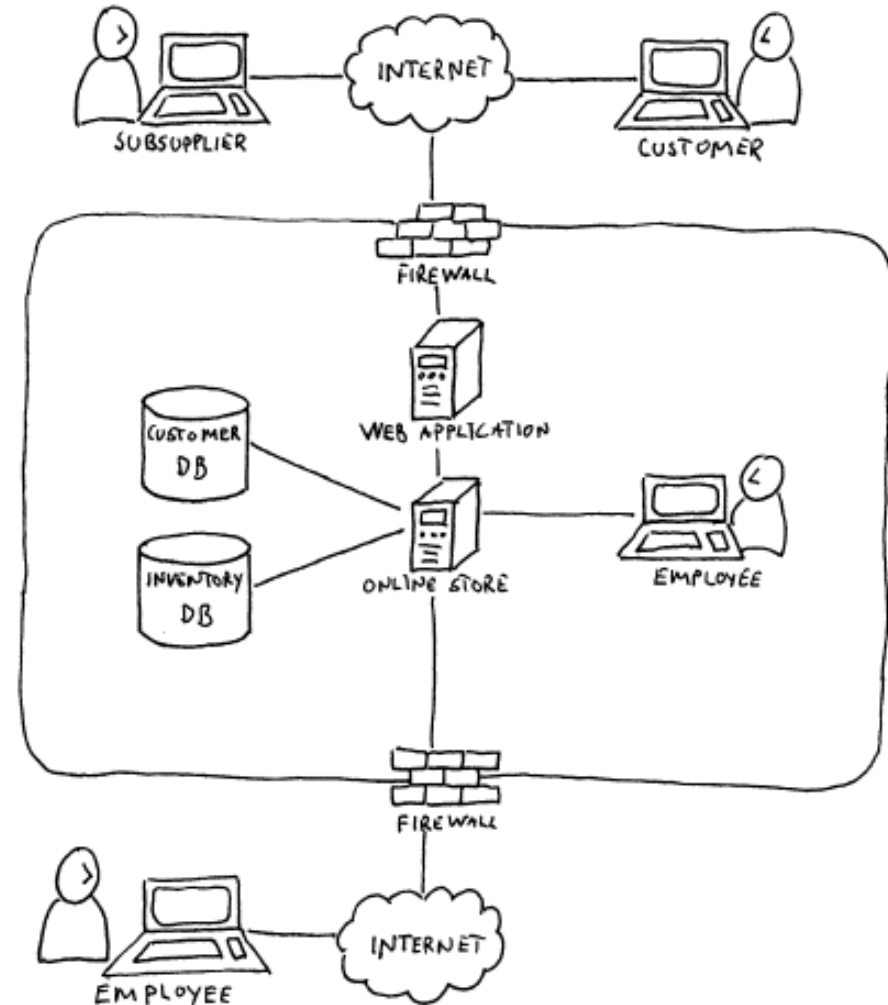 INTERNET
SUBSUPPLIER
CUSTOMER
FIREWALL
WEB APPLICATION
CUSTOMER
DB
INVENTORY
DB
ONLINE STORE
EMPLOYEE
FIREWALL
INTERNET
EMPLOYEE